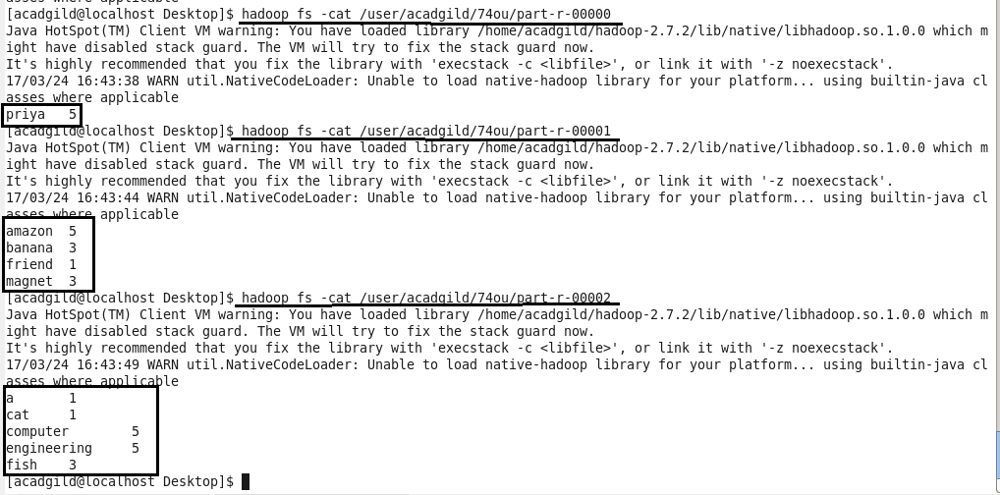 asses where applicable
[acadgild@localhost Desktop]$ hadoop fs -cat /user/acadgild/74ou/part-r-00000
Java HotSpot(TM) Client VM warning: You have loaded library /home/acadgild/hadoop-2.7.2/lib/native/libhadoop.so.1.0.0 which m
ight have disabled stack guard. The VM will try to fix the stack guard now.
It's highly recommended that you fix the library with 'execstack -c <libfile>', or link it with '-z noexecstack'.
17/03/24 16:43:38 WARN util.NativeCodeLoader: Unable to load native-hadoop library for your platform... using builtin-java cl
asses where applicable
priya   5
[acadgild@localhost Desktop]$ hadoop fs -cat /user/acadgild/74ou/part-r-00001
Java HotSpot(TM) Client VM warning: You have loaded library /home/acadgild/hadoop-2.7.2/lib/native/libhadoop.so.1.0.0 which m
ight have disabled stack guard. The VM will try to fix the stack guard now.
It's highly recommended that you fix the library with 'execstack -c <libfile>', or link it with '-z noexecstack'.
17/03/24 16:43:44 WARN util.NativeCodeLoader: Unable to load native-hadoop library for your platform... using builtin-java cl
asses where applicable
amazon  5
banana  3
friend  1
magnet  3
[acadgild@localhost Desktop]$ hadoop fs -cat /user/acadgild/74ou/part-r-00002
Java HotSpot(TM) Client VM warning: You have loaded library /home/acadgild/hadoop-2.7.2/lib/native/libhadoop.so.1.0.0 which m
ight have disabled stack guard. The VM will try to fix the stack guard now.
It's highly recommended that you fix the library with 'execstack -c <libfile>', or link it with '-z noexecstack'.
17/03/24 16:43:49 WARN util.NativeCodeLoader: Unable to load native-hadoop library for your platform... using builtin-java cl
asses where applicable
a       1
cat     1
computer        5
engineering     5
fish    3
[acadgild@localhost Desktop]$